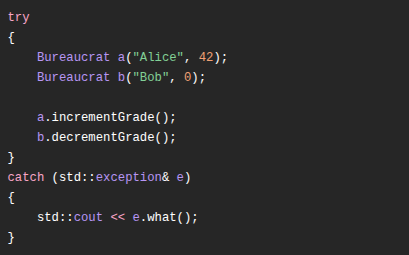 try
{
    Bureaucrat a("Alice", 42);
    Bureaucrat b("Bob", 0);

    a.incrementGrade();
    b.decrementGrade();
}
catch (std::exception& e)
{
    std::cout << e.what();
}